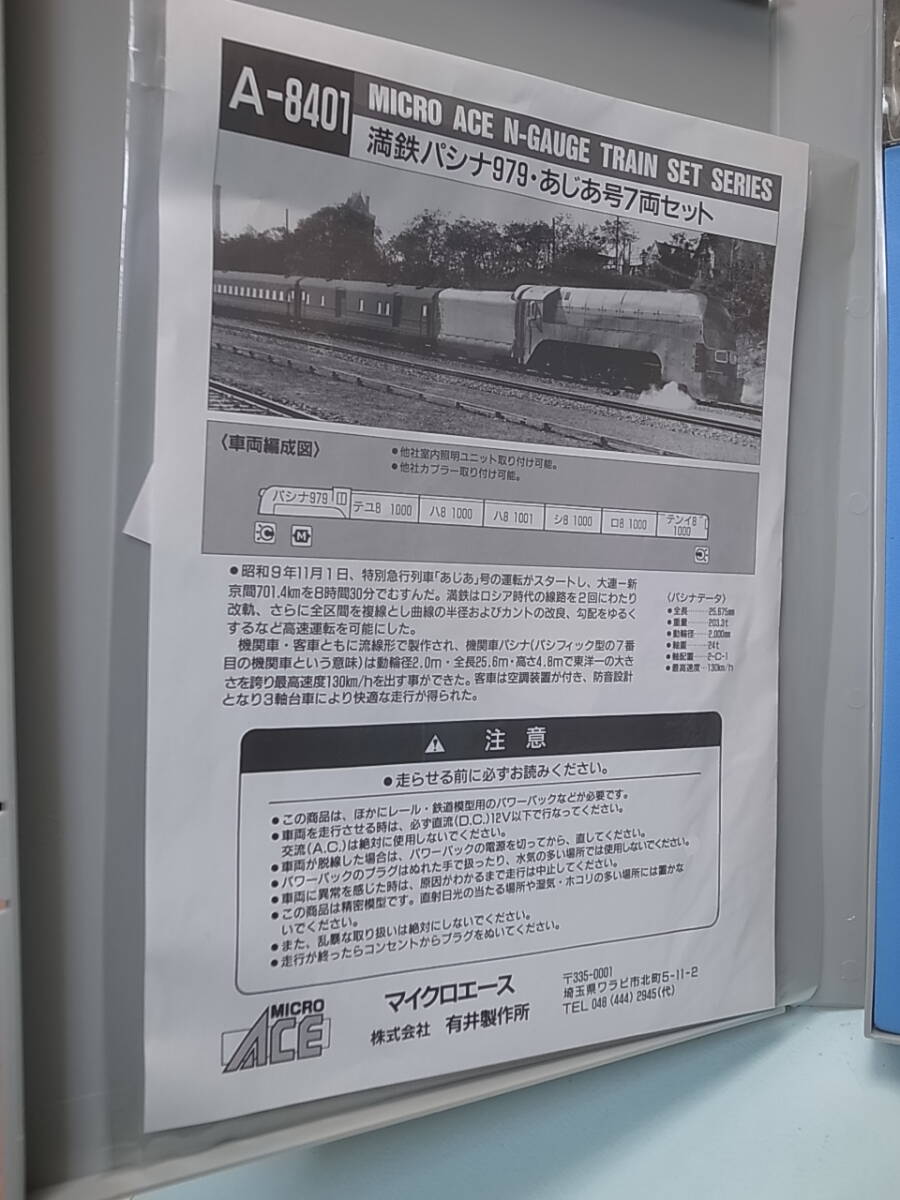 A-8401
MICRO ACE N-GAUGE TRAIN SET SERIES
満鉄パシナ979・あじあ号7両セット
〈車両編成図〉
●他社室内照明ユニット取り付け可能。
●他社カプラー取り付け可能。
パシナ979
テユ8 1000
ハ8 1000
ハ8 1001
シ8 1000
ロ8 1000
テンイ8
1000
C
M
●昭和9年11月1日、特別急行列車「あじあ」号の運転がスタートし、大連ー新
京間701.4kmを8時間30分でむすんだ。満鉄はロシア時代の線路を2回にわたり
改軌、さらに全区間を複線とし曲線の半径およびカントの改良、勾配をゆるく
するなど高速運転を可能にした。
機関車・客車ともに流線形で製作され、機関車パシナ(パシフィック型の7番
目の機関車という意味)は動輪径2.0m・全長25.6m・高さ4.8mで東洋一の大き
さを誇り最高速度130km/hを出す事ができた。客車は空調装置が付き、防音設計
となり3軸台車により快適な走行が得られた。
〈パシナデータ〉
●全長……25.675mm
●重量……203.3t
●動輪径……2.000mm
●軸重……24t
●軸配置……2-C-1
●最高速度…130km/h
注意
●走らせる前に必ずお読みください。
●この商品は、ほかにレール・鉄道模型用のパワーパックなどが必要です。
●車両を走行させる時は、必ず直流(D.C.)12V以下で行なってください。
交流(A.C.)は絶対に使用しないでください。
●車両が脱線した場合は、パワーパックの電源を切ってから、直してください。
●パワーパックのプラグはぬれた手で扱ったり、水気の多い場所では使用しないでください。
●車両に異常を感じた時は、原因がわかるまで走行は中止してください。
●この商品は精密模型です。直射日光の当たる場所や湿気・ホコリの多い場所には置かな
いでください。
●また、乱暴な取り扱いは絶対にしないでください。
●走行が終ったらコンセントからプラグをぬいてください。
MICRO
ACE
マイクロエース
株式会社 有井製作所
〒335-0001
埼玉県ワラビ市北町5-11-2
TEL 048 (444) 2945(代)